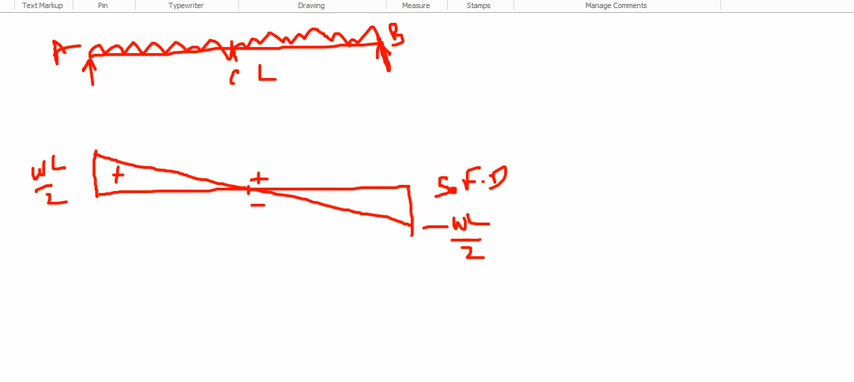 Text Markup Pin Typewriter Drawing Measure Stamps Manage Comments
A B
C L
+ + S.F.D
WL/2
−
−WL/2